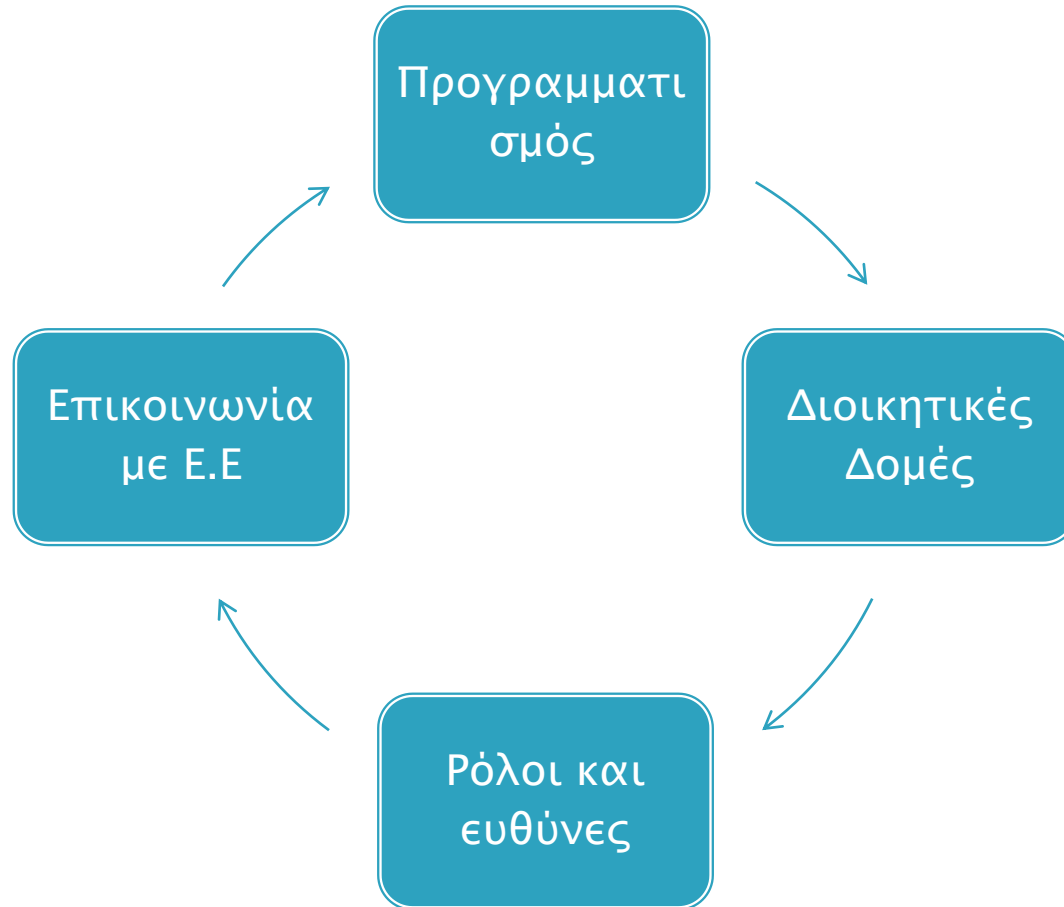 Προγραμματι
σμός
Επικοινωνία
με Ε.Ε
Διοικητικές
Δομές
Ρόλοι και
ευθύνες